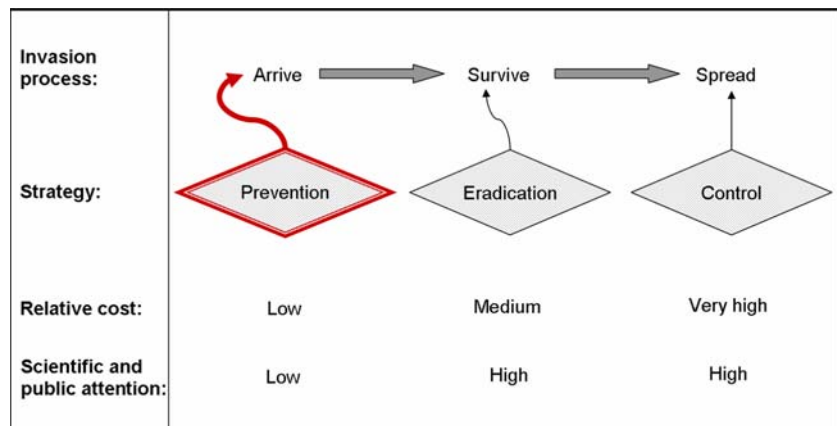 Invasion
process:
Arrive Survive Spread
Strategy: Prevention Eradication Control
Relative cost: Low Medium Very high
Scientific and
public attention: Low High High